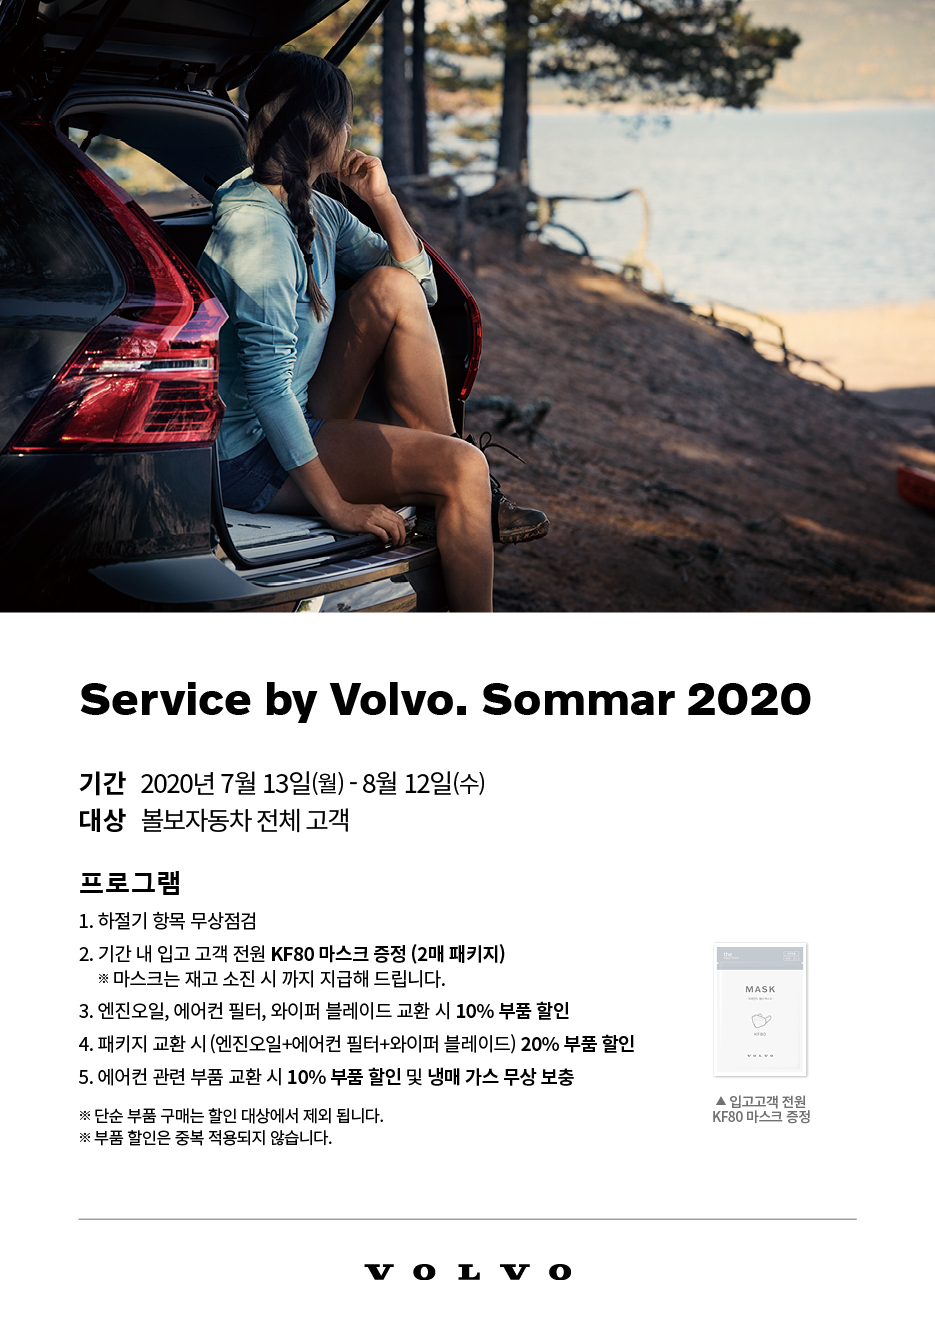 Service by Volvo. Sommar 2020
기간 2020년 7월 13일(월) - 8월 12일(수)
대상 볼보자동차 전체 고객
프로그램
1. 하절기 항목 무상점검
2. 기간 내 입고 고객 전원 KF80 마스크 증정 (2매 패키지)
※ 마스크는 재고 소진 시 까지 지급해 드립니다.
3. 엔진오일, 에어컨 필터, 와이퍼 블레이드 교환 시 10% 부품 할인
4. 패키지 교환 시 (엔진오일+에어컨 필터+와이퍼 블레이드) 20% 부품 할인
5. 에어컨 관련 부품 교환 시 10% 부품 할인 및 냉매 가스 무상 보충
※ 단순 부품 구매는 할인 대상에서 제외 됩니다.
※ 부품 할인은 중복 적용되지 않습니다.
MASK
KF80
VOLVO
▲ 입고고객 전원
KF80 마스크 증정
VOLVO